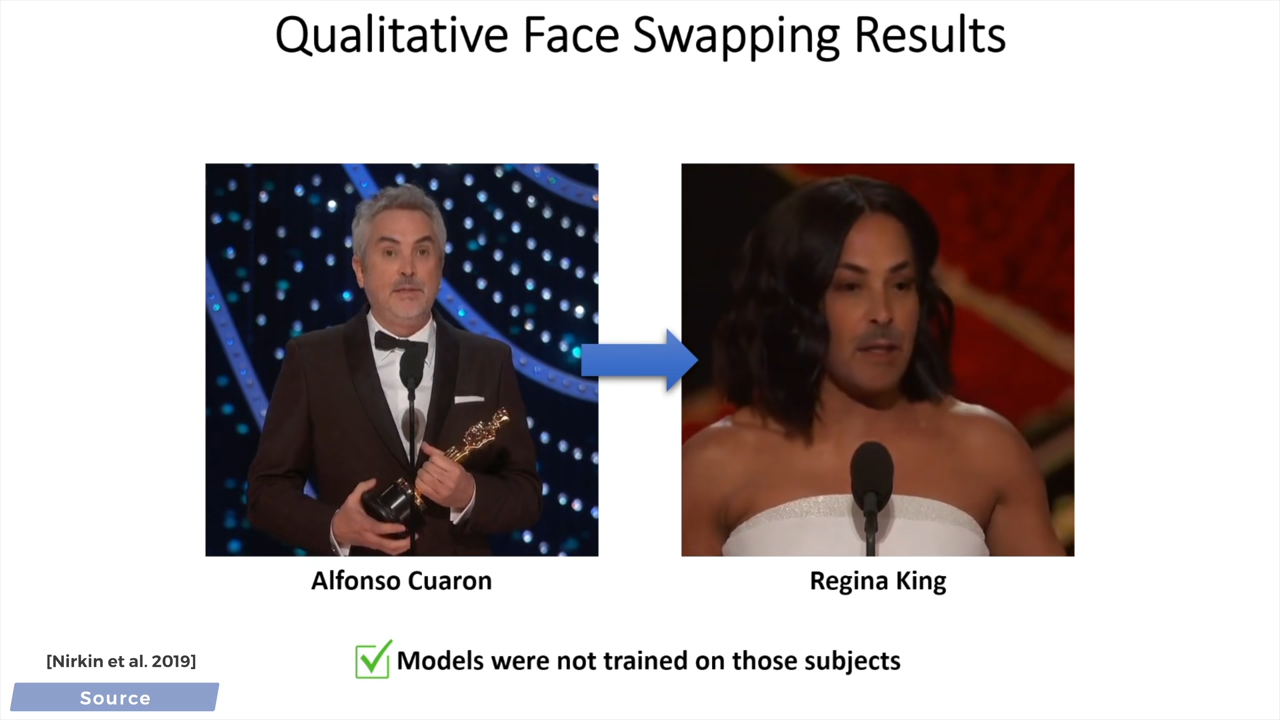 Qualitative Face Swapping Results
Alfonso Cuaron
Regina King
[Nirkin et al. 2019]
Models were not trained on those subjects
Source